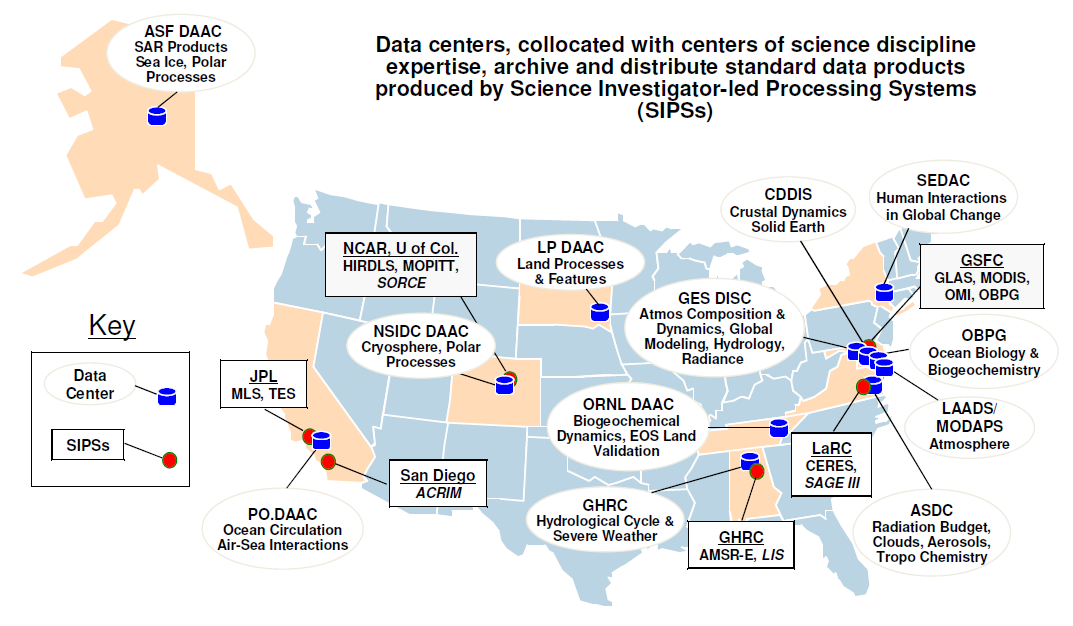 ASF DAAC
SAR Products
Sea Ice, Polar
Processes
Data centers, collocated with centers of science discipline
expertise, archive and distribute standard data products
produced by Science Investigator-led Processing Systems
(SIPSs)
CDDIS
Crustal Dynamics
Solid Earth
SEDAC
Human Interactions
in Global Change
NCAR, U of Col.
HIRDLS, MOPITT,
SORCE
LP DAAC
Land Processes
& Features
GSFC
GLAS, MODIS,
OMI, OBPG
GES DISC
Atmos Composition &
Dynamics, Global
Modeling, Hydrology,
Radiance
NSIDC DAAC
Cryosphere, Polar
Processes
OBPG
Ocean Biology &
Biogeochemistry
Key
Data
Center
SIPSs
JPL
MLS, TES
ORNL DAAC
Biogeochemical
Dynamics, EOS Land
Validation
LAADS/
MODAPS
Atmosphere
LaRC
CERES,
SAGE III
San Diego
ACRIM
PO.DAAC
Ocean Circulation
Air-Sea Interactions
GHRC
Hydrological Cycle &
Severe Weather
GHRC
AMSR-E, LIS
ASDC
Radiation Budget,
Clouds, Aerosols,
Tropo Chemistry